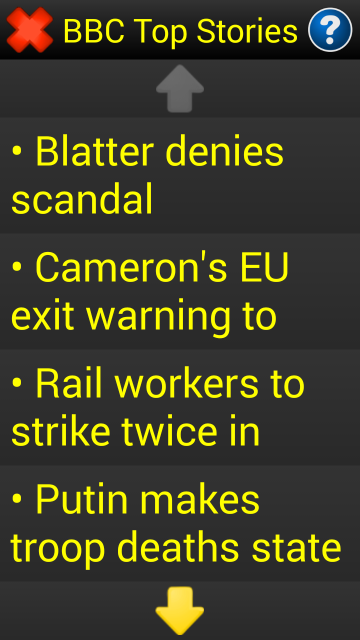 BBC Top Stories
• Blatter denies
scandal
• Cameron's EU
exit warning to
• Rail workers to
strike twice in
• Putin makes
troop deaths state